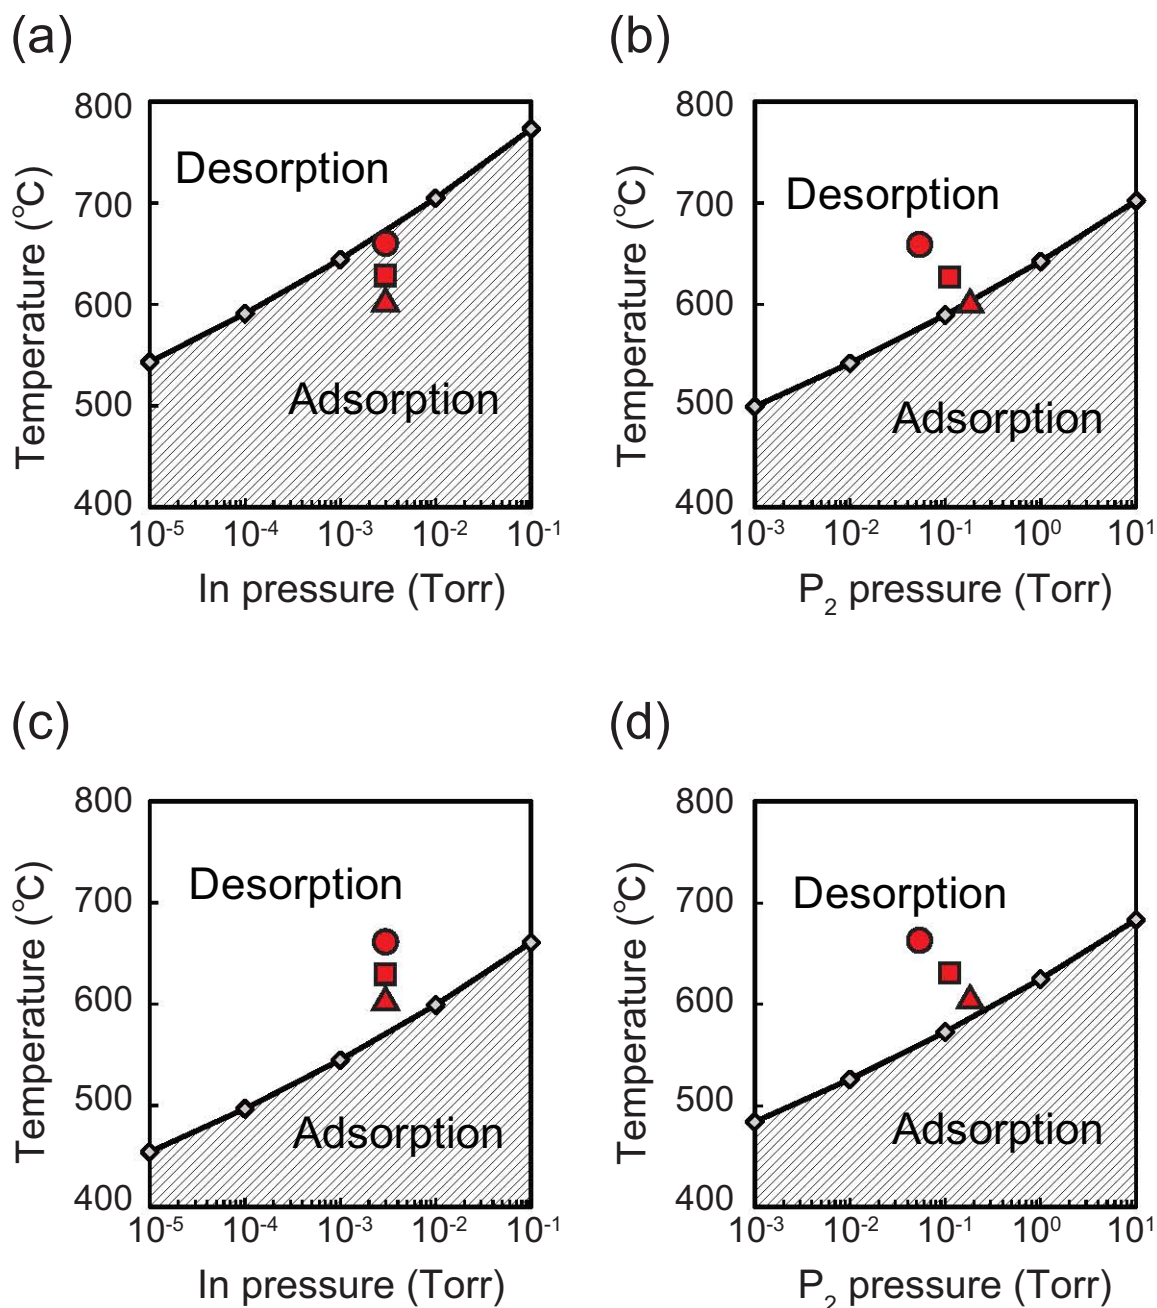 (a)
800
700
600
500
400
Temperature (℃)
Desorption
Adsorption
10-5
10-4
10-3
10-2
10-1
In pressure (Torr)
(b)
800
700
600
500
400
Temperature (℃)
Desorption
Adsorption
10-3
10-2
10-1
100
101
P2 pressure (Torr)
(c)
800
700
600
500
400
Temperature (℃)
Desorption
Adsorption
10-5
10-4
10-3
10-2
10-1
In pressure (Torr)
(d)
800
700
600
500
400
Temperature (℃)
Desorption
Adsorption
10-3
10-2
10-1
100
101
P2 pressure (Torr)